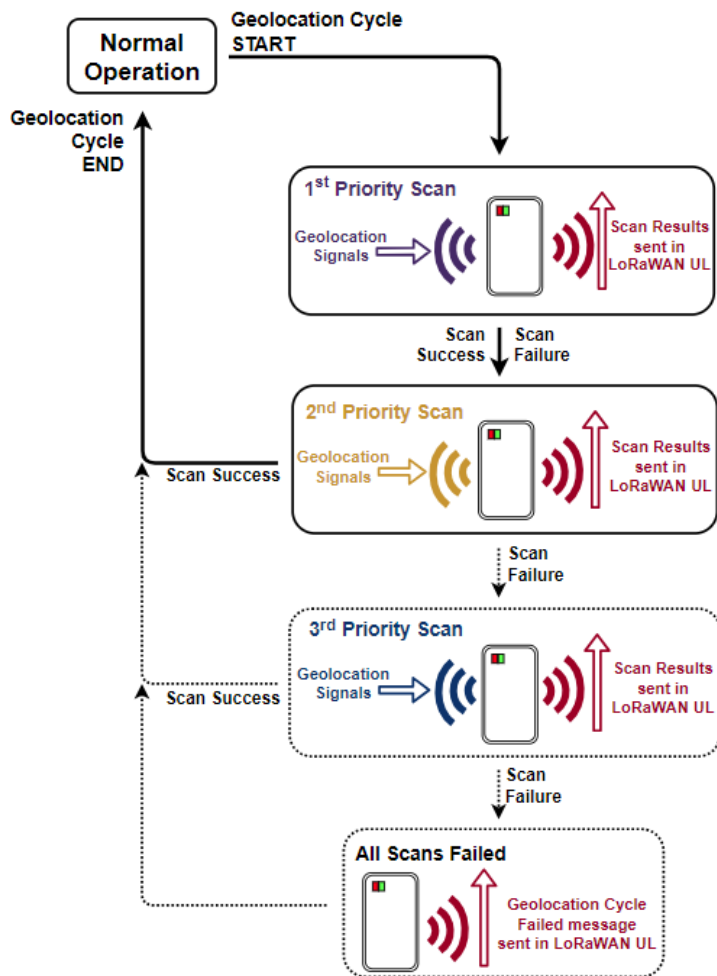 Normal
Operation
Geolocation Cycle
START
Geolocation
Cycle
END
1st Priority Scan
Geolocation
Signals
Scan Results
sent in
LoRaWAN UL
Scan
Success
Scan
Failure
2nd Priority Scan
Geolocation
Signals
Scan Results
sent in
LoRaWAN UL
Scan Success
Scan
Failure
3rd Priority Scan
Geolocation
Signals
Scan Results
sent in
LoRaWAN UL
Scan Success
Scan
Failure
All Scans Failed
Geolocation Cycle
Failed message
sent in LoRaWAN UL